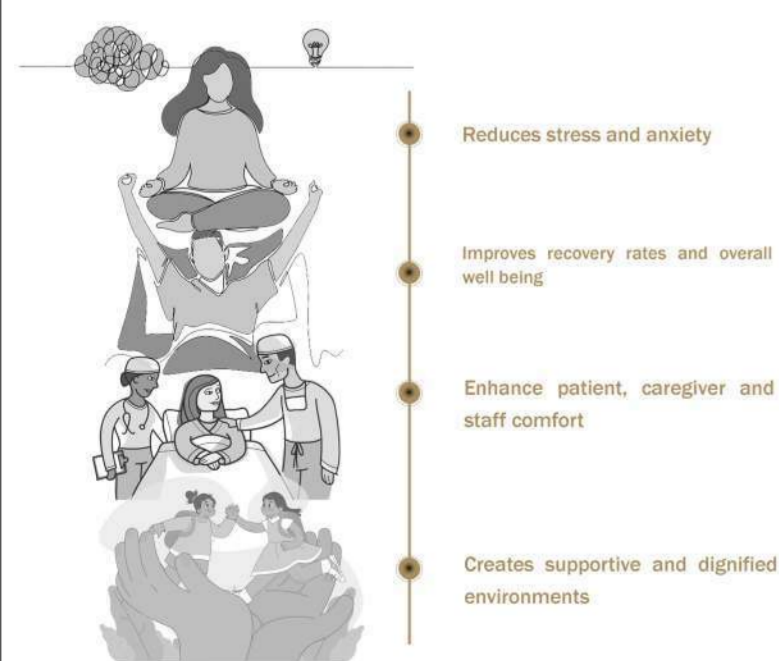 Reduces stress and anxiety
Improves recovery rates and overall
well being
Enhance patient, caregiver and
staff comfort
Creates supportive and dignified
environments